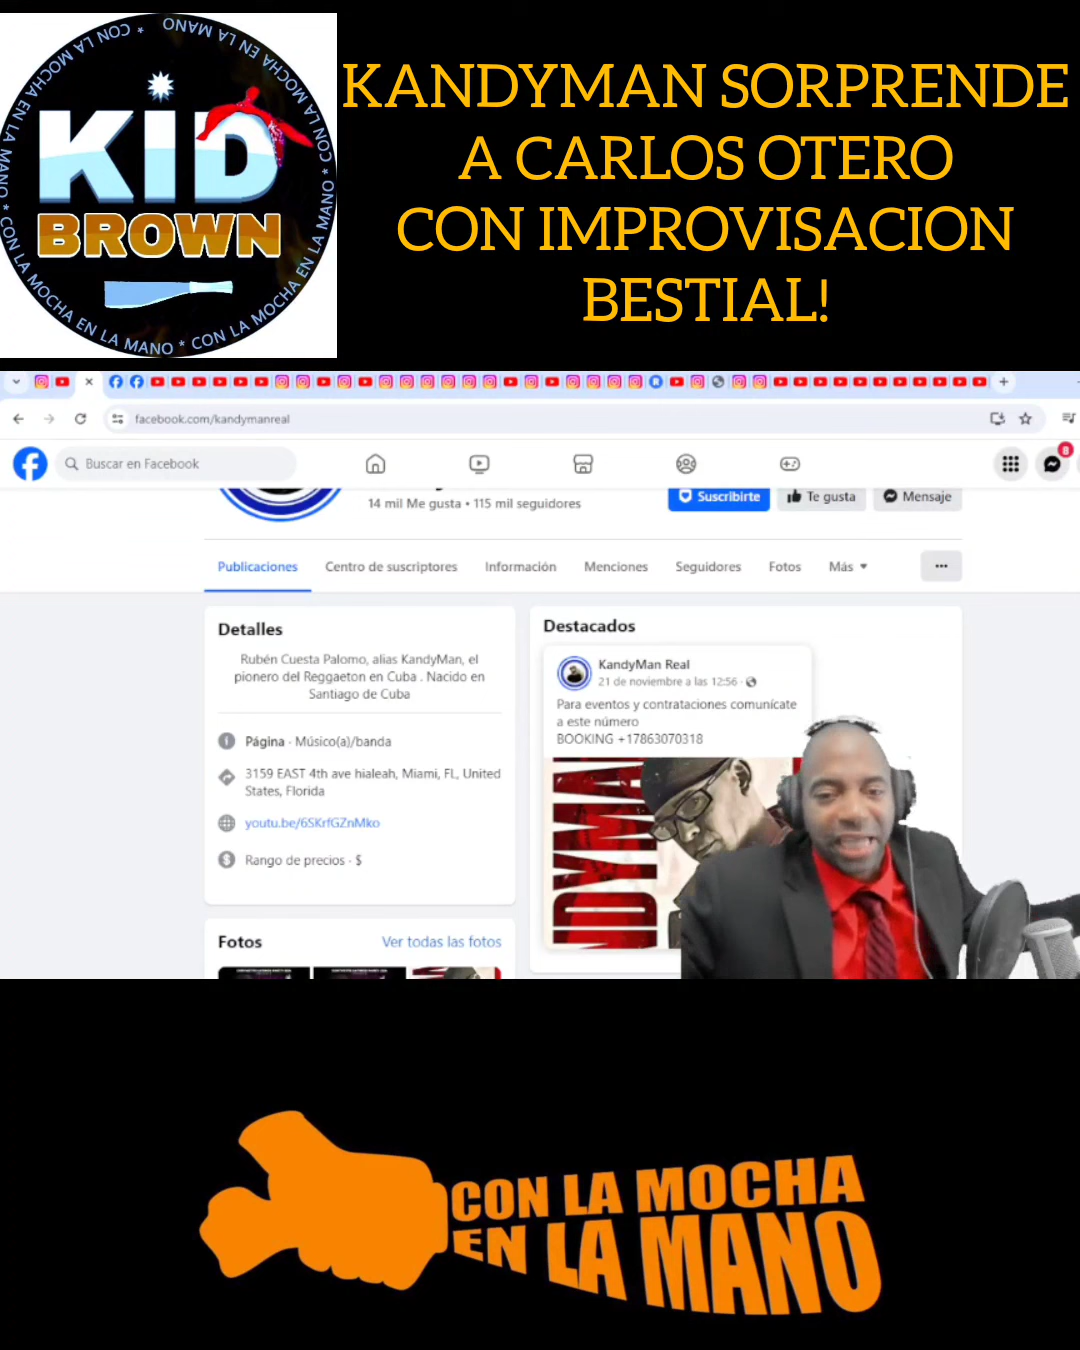 CON LA MOCHA EN LA MANO * CON LA MOCHA EN LA MANO * CON LA MOCHA EN LA MANO *
KiD
BROWN
KANDYMAN SORPRENDE
A CARLOS OTERO
CON IMPROVISACION
BESTIAL!
facebook.com/kandymanreal
Buscar en Facebook
8
14 mil Me gusta • 115 mil seguidores
Suscribirte
Te gusta
Mensaje
Publicaciones
Centro de suscriptores
Información
Menciones
Seguidores
Fotos
Más
Detalles
Rubén Cuesta Palomo, alias KandyMan, el
pionero del Reggaeton en Cuba . Nacido en
Santiago de Cuba
Página · Músico(a)/banda
3159 EAST 4th ave hialeah, Miami, FL, United
States, Florida
youtu.be/6SKrfGZnMko
Rango de precios · $
Fotos
Ver todas las fotos
Destacados
KandyMan Real
21 de noviembre a las 12:56 ·
Para eventos y contrataciones comunícate
a este número
BOOKING +17863070318
CON LA MOCHA
EN LA MANO